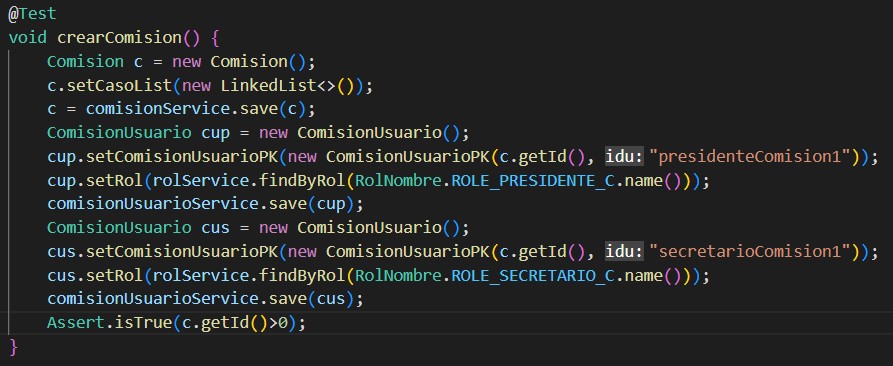 @Test
void crearComision() {
    Comision c = new Comision();
    c.setCasoList(new LinkedList<>());
    c = comisionService.save(c);
    ComisionUsuario cup = new ComisionUsuario();
    cup.setComisionUsuarioPK(new ComisionUsuarioPK(c.getId(), idu: "presidenteComision1"));
    cup.setRol(rolService.findByRol(RolNombre.ROLE_PRESIDENTE_C.name()));
    comisionUsuarioService.save(cup);
    ComisionUsuario cus = new ComisionUsuario();
    cus.setComisionUsuarioPK(new ComisionUsuarioPK(c.getId(), idu: "secretarioComision1"));
    cus.setRol(rolService.findByRol(RolNombre.ROLE_SECRETARIO_C.name()));
    comisionUsuarioService.save(cus);
    Assert.isTrue(c.getId()>0);
}